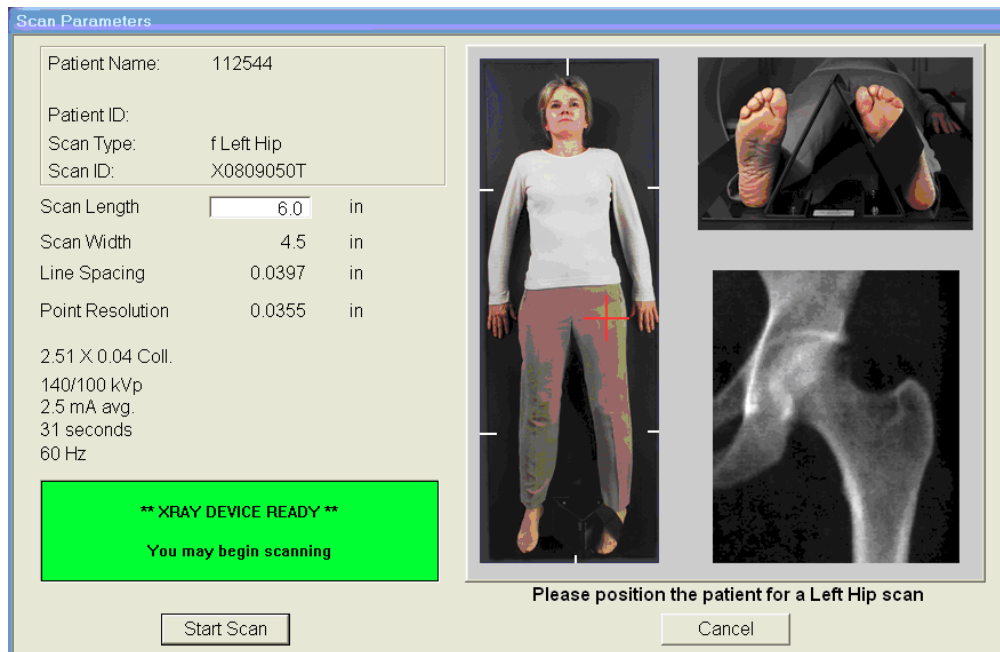 Scan Parameters
Patient Name: 112544
Patient ID:
Scan Type: f Left Hip
Scan ID: X0809050T
Scan Length 6.0 in
Scan Width 4.5 in
Line Spacing 0.0397 in
Point Resolution 0.0355 in
2.51 X 0.04 Coll.
140/100 kVp
2.5 mA avg.
31 seconds
60 Hz
** XRAY DEVICE READY **
You may begin scanning
Please position the patient for a Left Hip scan
Start Scan
Cancel